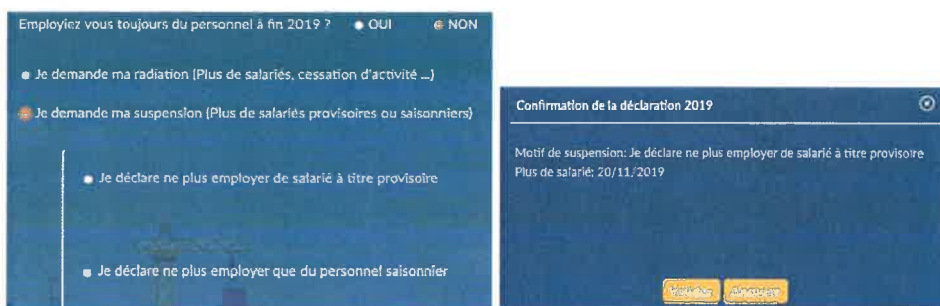 Employiez vous toujours du personnel à fin 2019 ? OUI NON
Je demande ma radiation (Plus de salariés, cessation d'activité ...)
Je demande ma suspension (Plus de salariés provisoires ou saisonniers)
Je déclare ne plus employer de salarié à titre provisoire
Je déclare ne plus employer que du personnel saisonnier
Confirmation de la déclaration 2019
Motif de suspension: Je déclare ne plus employer de salarié à titre provisoire
Plus de salarié: 20/11/2019